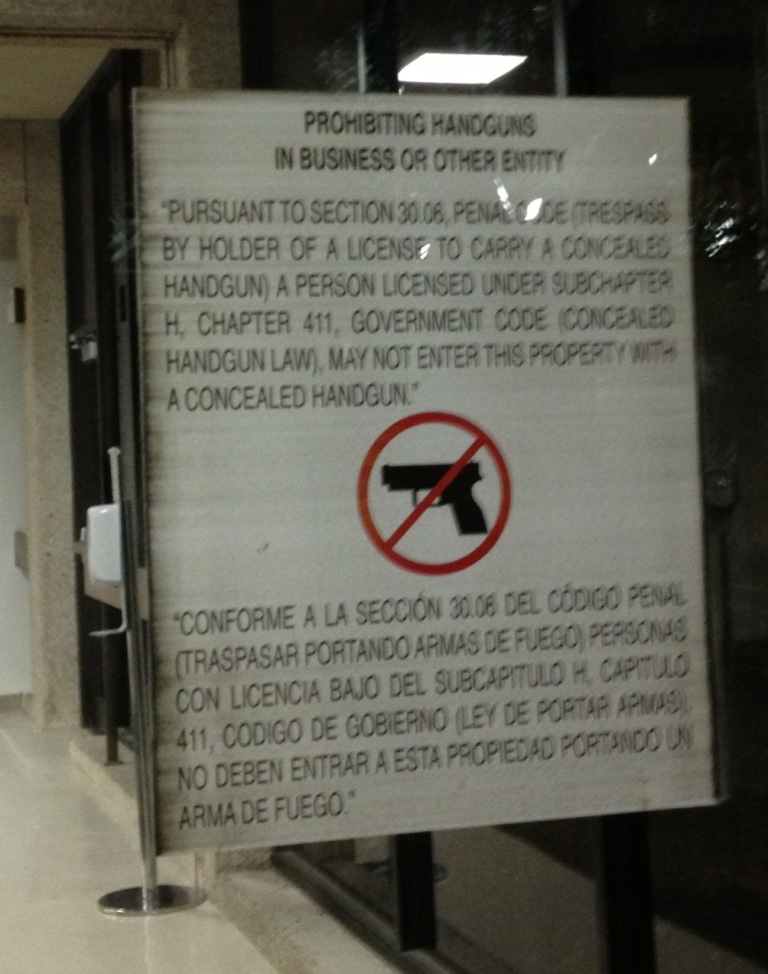 PROHIBITING HANDGUNS
IN BUSINESS OR OTHER ENTITY
"PURSUANT TO SECTION 30.06, PENAL CODE (TRESPASS
BY HOLDER OF A LICENSE TO CARRY A CONCEALED
HANDGUN) A PERSON LICENSED UNDER SUBCHAPTER
H, CHAPTER 411, GOVERNMENT CODE (CONCEALED
HANDGUN LAW), MAY NOT ENTER THIS PROPERTY WITH
A CONCEALED HANDGUN."
"CONFORME A LA SECCIÓN 30.06 DEL CÓDIGO PENAL
(TRASPASAR PORTANDO ARMAS DE FUEGO) PERSONAS
CON LICENCIA BAJO DEL SUBCAPITULO H, CAPITULO
411, CODIGO DE GOBIERNO (LEY DE PORTAR ARMAS),
NO DEBEN ENTRAR A ESTA PROPIEDAD PORTANDO UN
ARMA DE FUEGO."